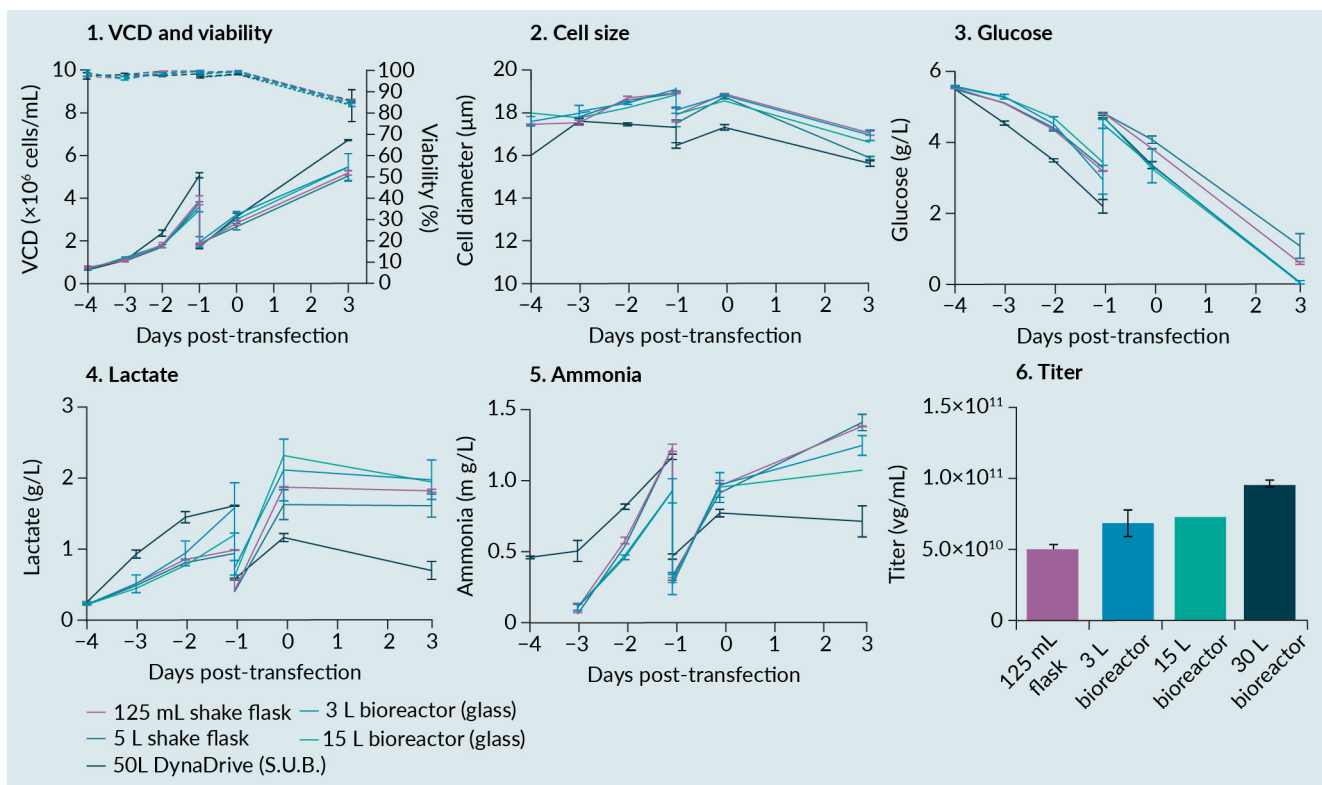 1. VCD and viability
10
8
6
4
2
0
VCD (×10⁶ cells/mL)
100
90
80
70
60
50
40
30
20
10
0
Viability (%)
−4 −3 −2 −1 0 1 2 3
Days post-transfection
2. Cell size
20
18
16
14
12
10
Cell diameter (μm)
−4 −3 −2 −1 0 1 2 3
Days post-transfection
3. Glucose
6
4
2
0
Glucose (g/L)
−4 −3 −2 −1 0 1 2 3
Days post-transfection
4. Lactate
3
2
1
0
Lactate (g/L)
−4 −3 −2 −1 0 1 2 3
Days post-transfection
5. Ammonia
1.5
1.0
0.5
0
Ammonia (m g/L)
−4 −3 −2 −1 0 1 2 3
Days post-transfection
6. Titer
1.5×10¹¹
1.0×10¹¹
5.0×10¹⁰
0
Titer (vg/mL)
125 mL
flask
3 L
bioreactor
15 L
bioreactor
30 L
bioreactor
125 mL shake flask
3 L bioreactor (glass)
5 L shake flask
15 L bioreactor (glass)
50L DynaDrive (S.U.B.)